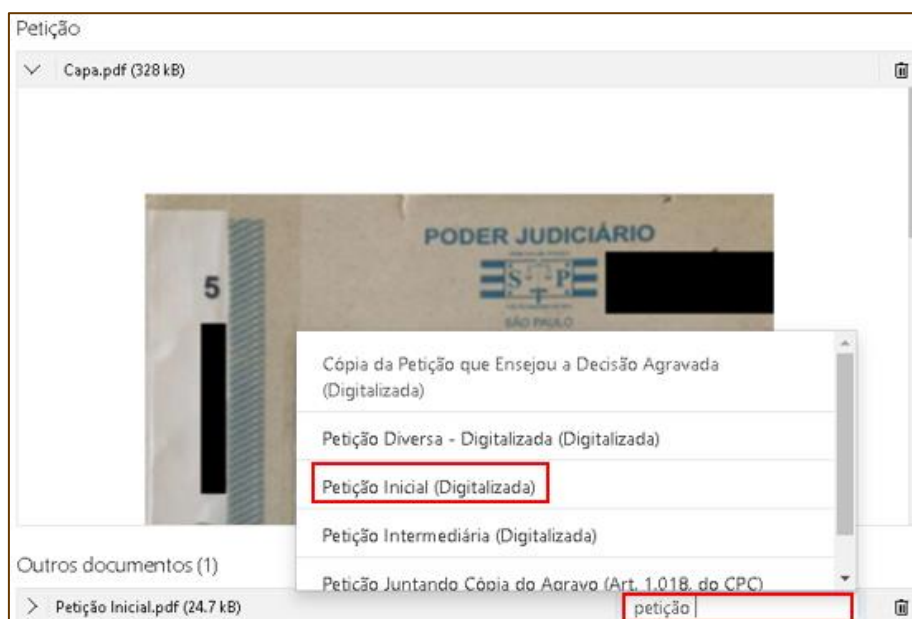 Petição
Capa.pdf (328 kB)
PODER JUDICIÁRIO
5
S P
T
SÃO PAULO
Cópia da Petição que Ensejou a Decisão Agravada
(Digitalizada)
Petição Diversa - Digitalizada (Digitalizada)
Petição Inicial (Digitalizada)
Petição Intermediária (Digitalizada)
Outros documentos (1)
Petição Juntando Cópia do Agravo (Art. 1.018, do CPC)
Petição Inicial.pdf (24.7 kB)
petição